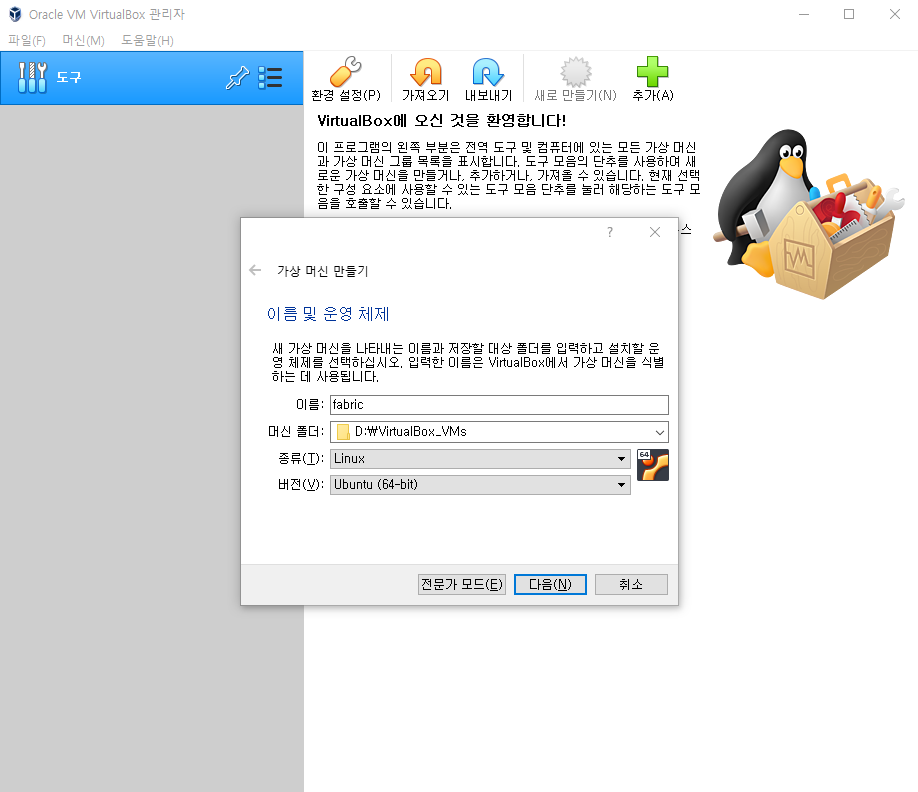 Oracle VM VirtualBox 관리자
파일(F) 머신(M) 도움말(H)
도구
환경 설정(P) 가져오기 내보내기 새로 만들기(N) 추가(A)
VirtualBox에 오신 것을 환영합니다!
이 프로그램의 왼쪽 부분은 전역 도구 및 컴퓨터에 있는 모든 가상 머신
과 가상 머신 그룹 목록을 표시합니다. 도구 모음의 단추를 사용하여 새
로운 가상 머신을 만들거나, 추가하거나, 가져올 수 있습니다. 현재 선택
한 구성 요소에 사용할 수 있는 도구 모음 단추를 눌러 해당하는 도구 모
음을 호출할 수 있습니다.
스
?
가상 머신 만들기
이름 및 운영 체제
새 가상 머신을 나타내는 이름과 저장할 대상 폴더를 입력하고 설치할 운
영 체제를 선택하십시오. 입력한 이름은 VirtualBox에서 가상 머신을 식별
하는 데 사용됩니다.
이름: fabric
머신 폴더: D:₩VirtualBox_VMs
종류(T): Linux
64
버전(V): Ubuntu (64-bit)
전문가 모드(E) 다음(N) 취소